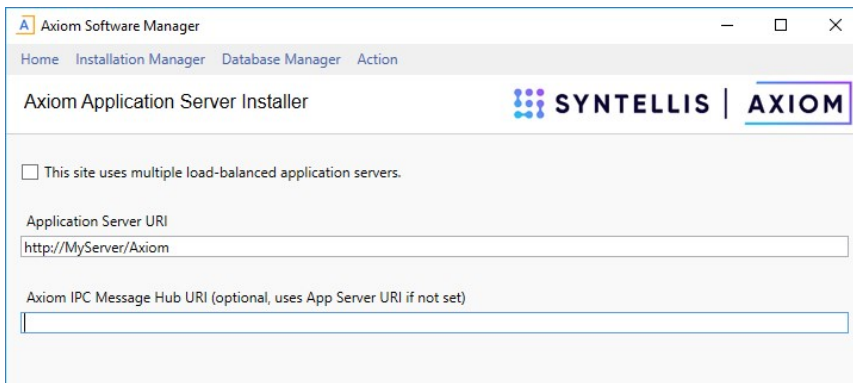 A Axiom Software Manager
Home Installation Manager Database Manager Action
Axiom Application Server Installer
SYNTELLIS | AXIOM
This site uses multiple load-balanced application servers.
Application Server URI
http://MyServer/Axiom
Axiom IPC Message Hub URI (optional, uses App Server URI if not set)